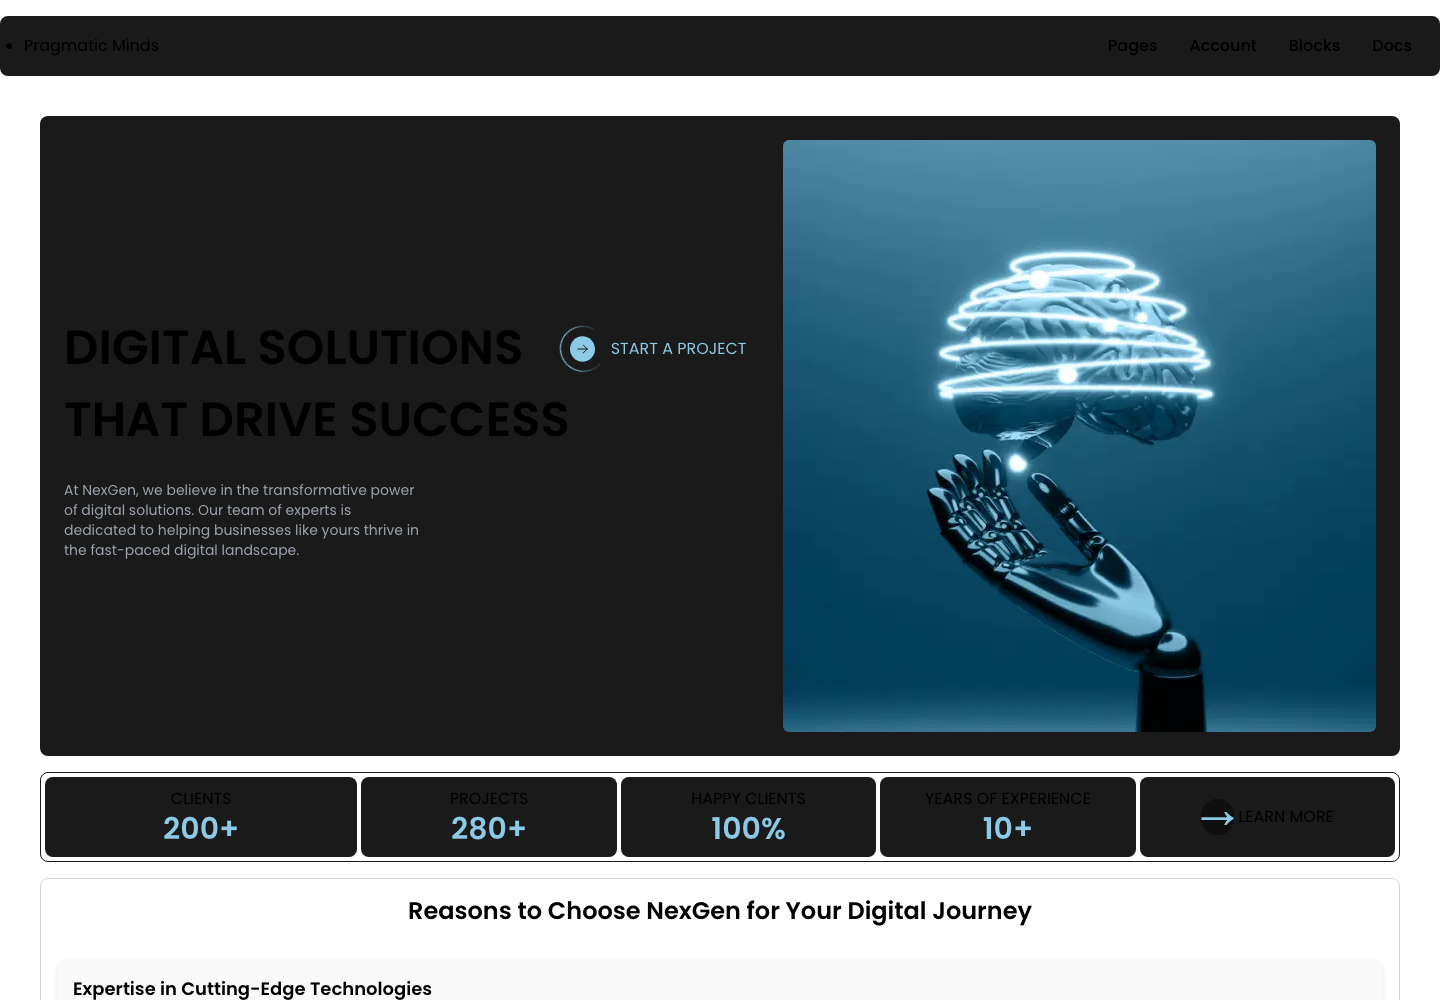 Pragmatic Minds
Pages Account Blocks Docs
DIGITAL SOLUTIONS
THAT DRIVE SUCCESS
START A PROJECT
At NexGen, we believe in the transformative power
of digital solutions. Our team of experts is
dedicated to helping businesses like yours thrive in
the fast-paced digital landscape.
CLIENTS
200+
PROJECTS
280+
HAPPY CLIENTS
100%
YEARS OF EXPERIENCE
10+
LEARN MORE
Reasons to Choose NexGen for Your Digital Journey
Expertise in Cutting-Edge Technologies